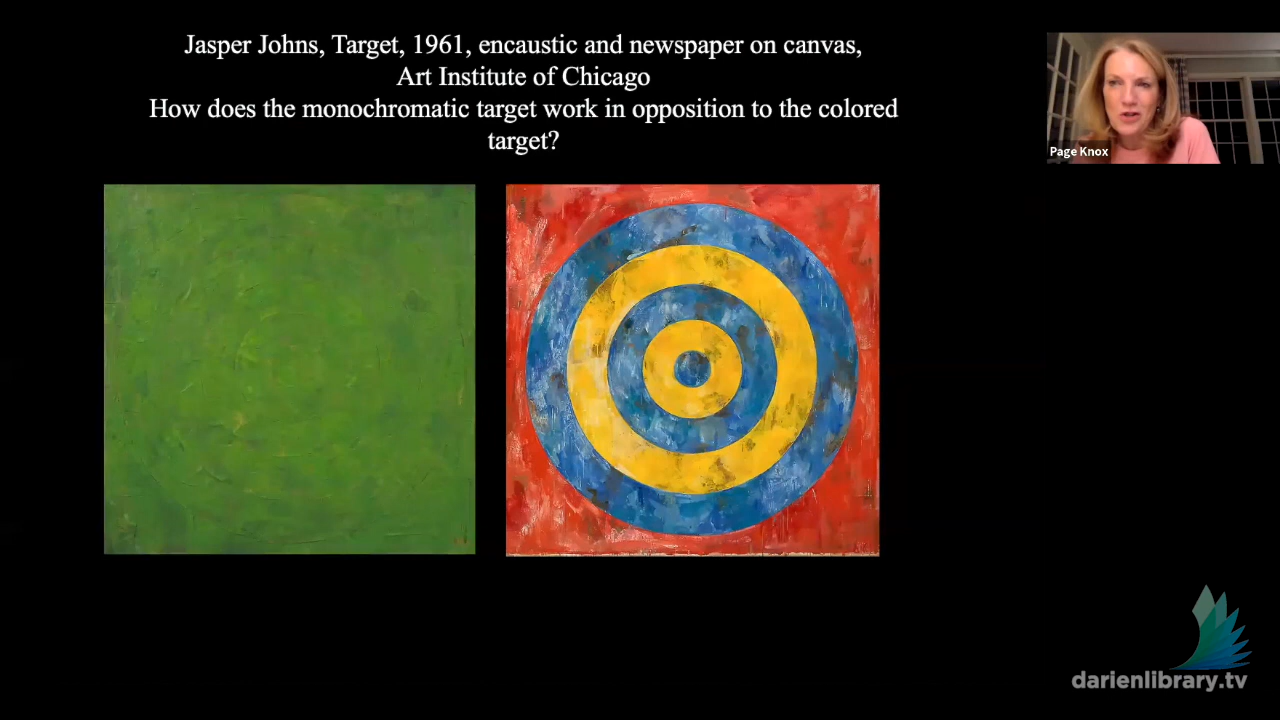 Jasper Johns, Target, 1961, encaustic and newspaper on canvas,
Art Institute of Chicago
How does the monochromatic target work in opposition to the colored
target?
Page Knox
darienlibrary.tv